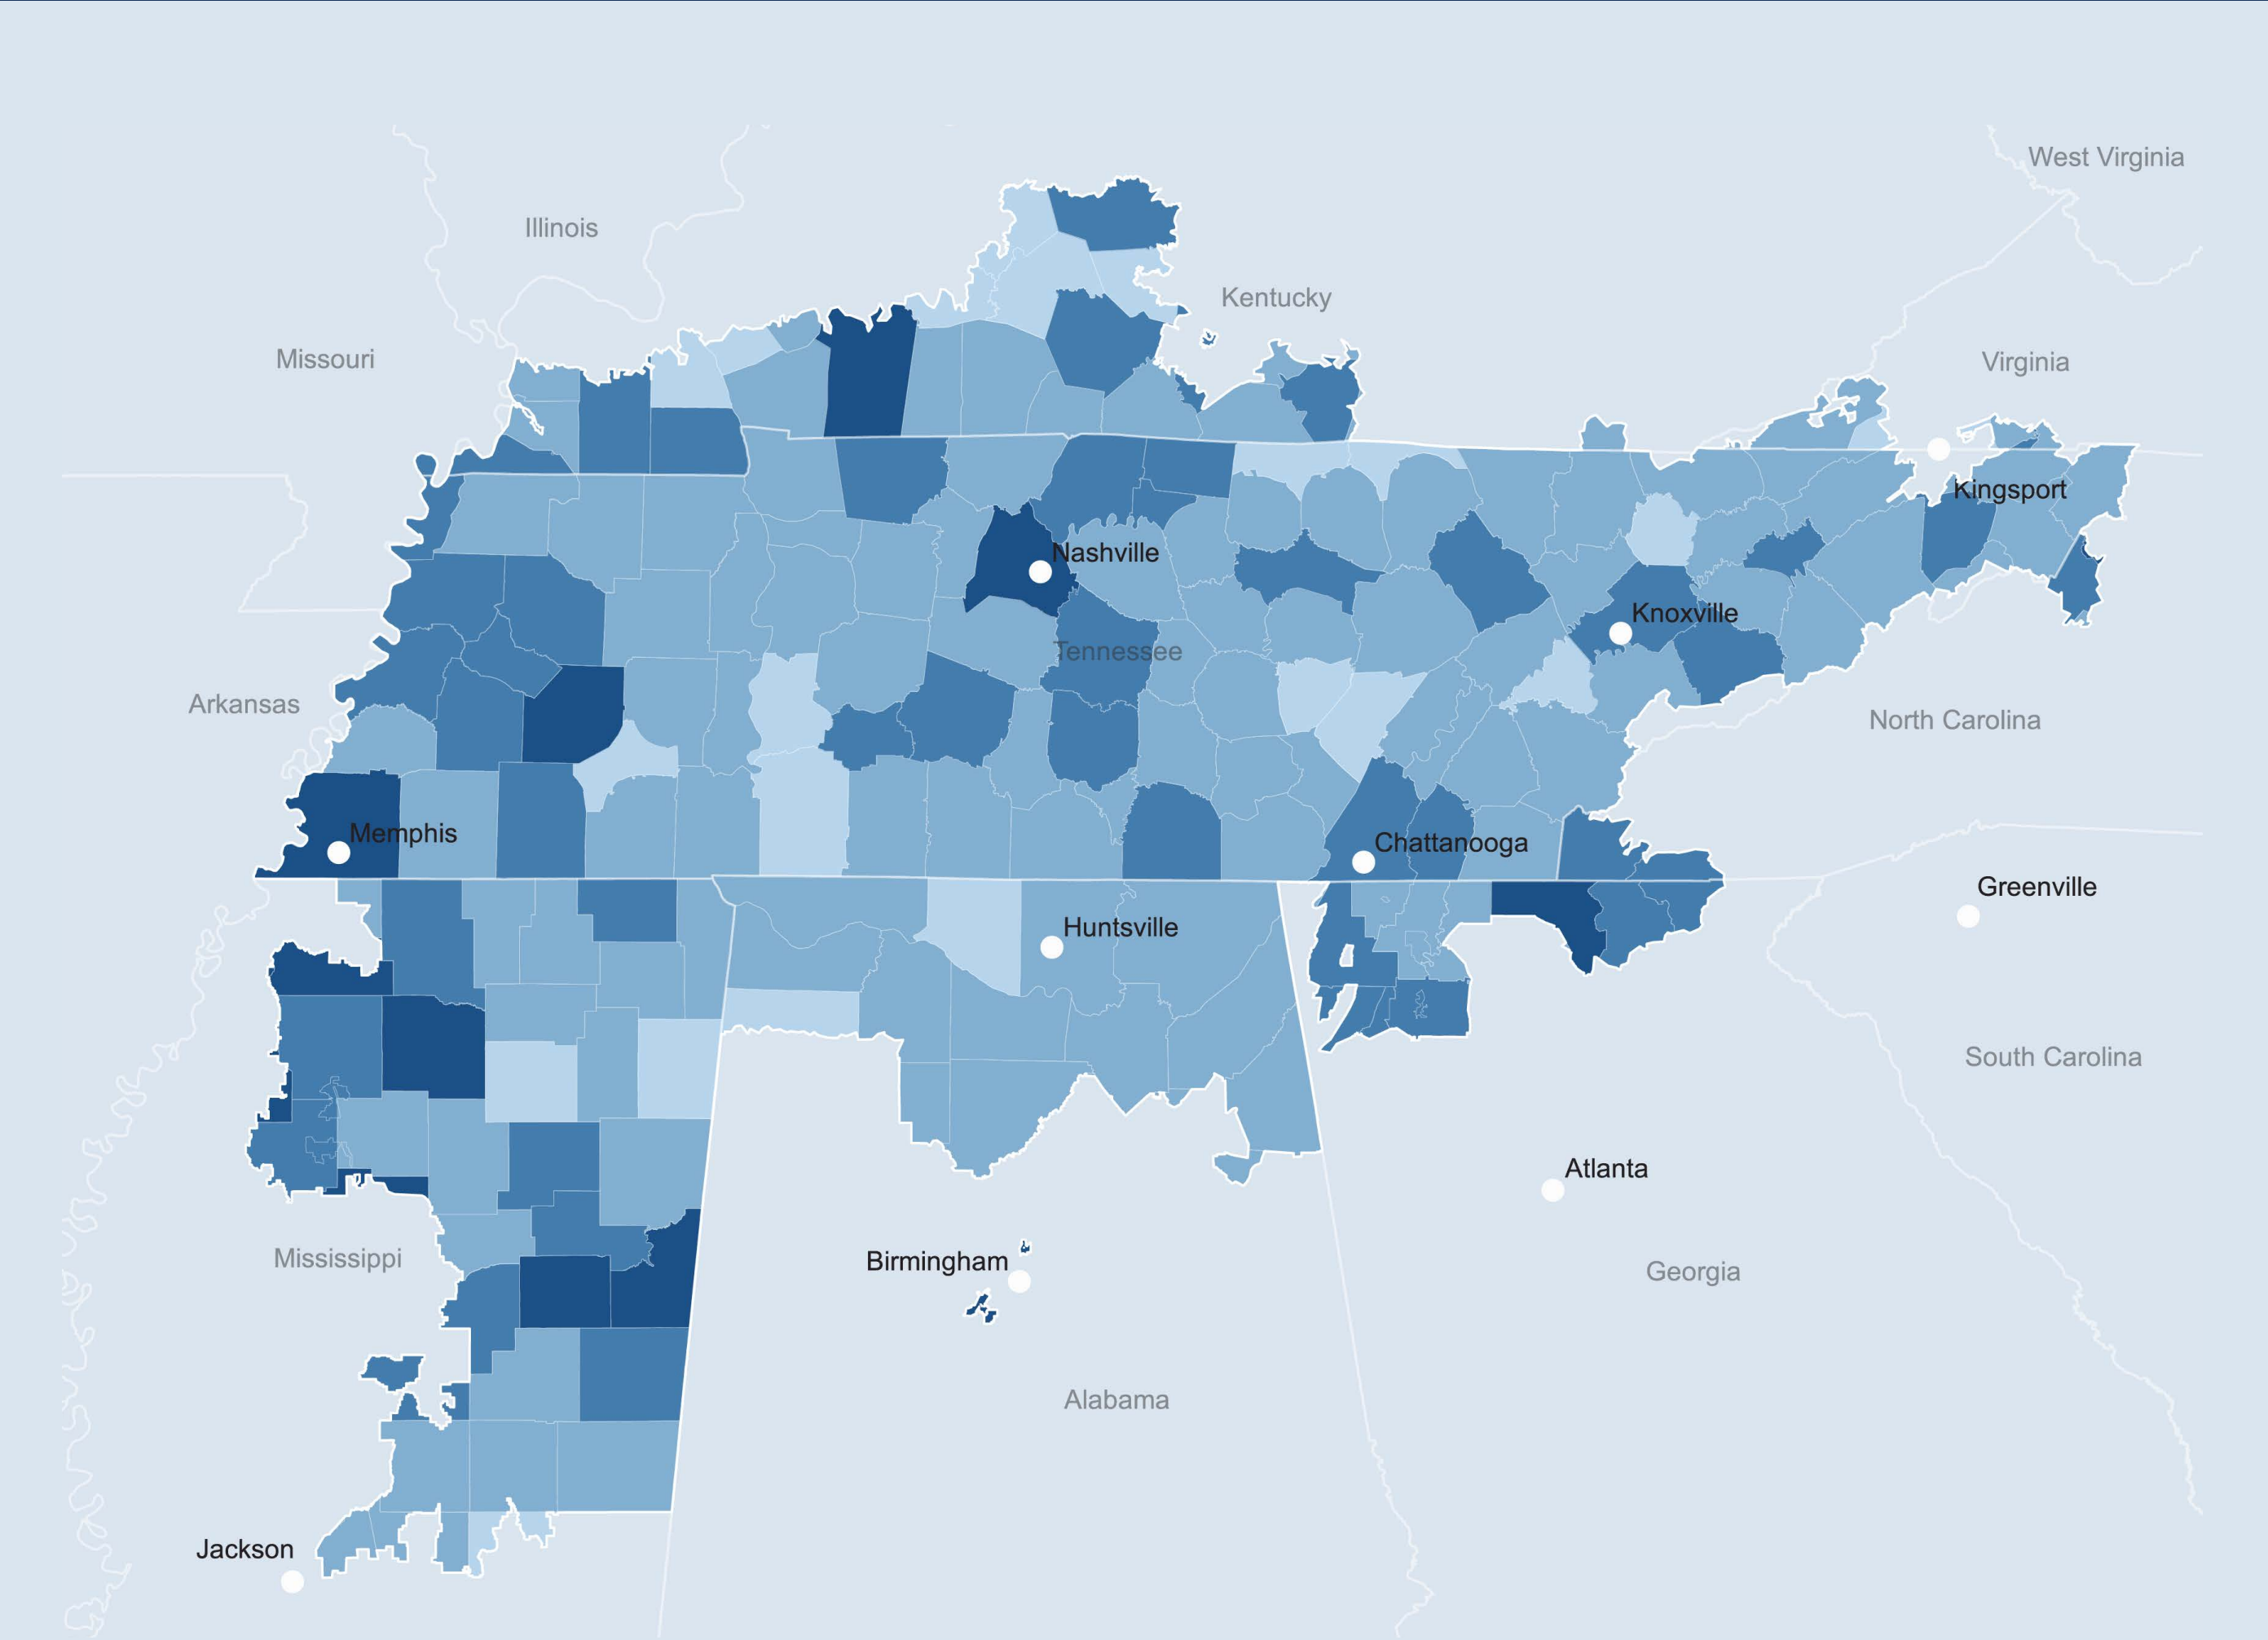 West Virginia
Illinois
Kentucky
Missouri
Virginia
Kingsport
Nashville
Knoxville
Tennessee
Arkansas
North Carolina
Memphis
Chattanooga
Greenville
Huntsville
South Carolina
Atlanta
Mississippi
Birmingham
Georgia
Alabama
Jackson